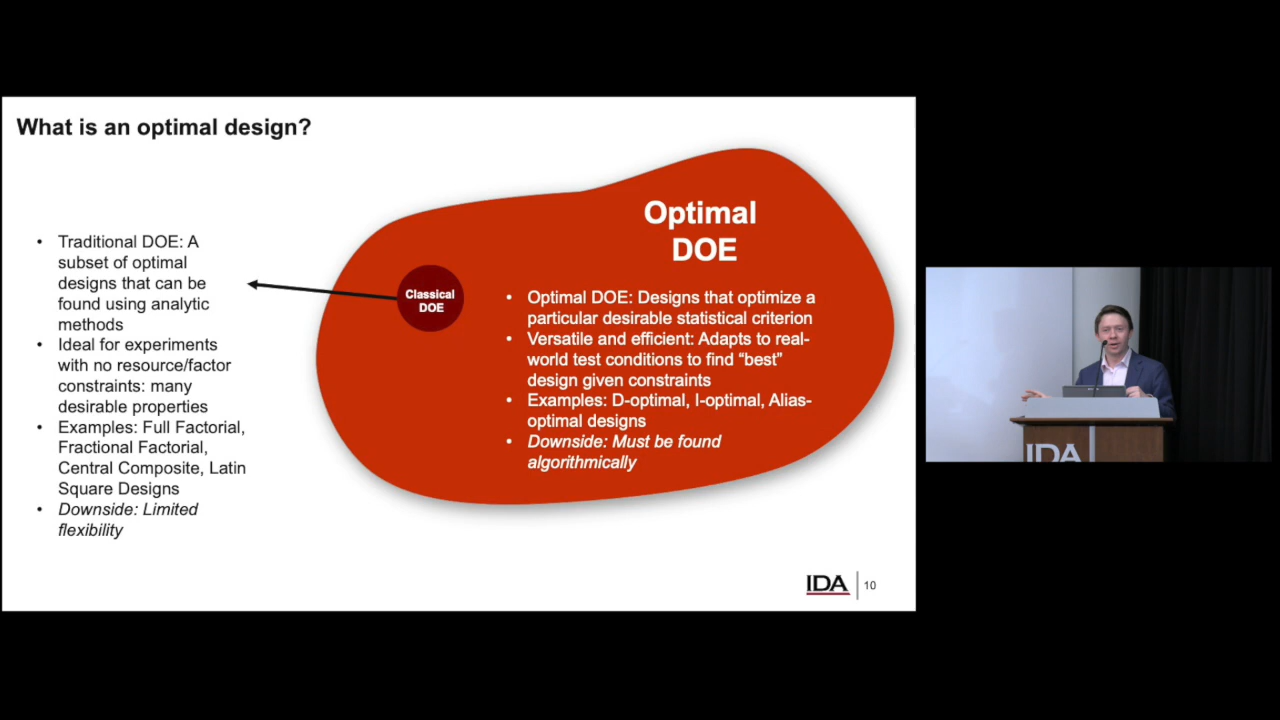 What is an optimal design?
• Traditional DOE: A
subset of optimal
designs that can be
found using analytic
methods
• Ideal for experiments
with no resource/factor
constraints: many
desirable properties
• Examples: Full Factorial,
Fractional Factorial,
Central Composite, Latin
Square Designs
• Downside: Limited
flexibility
Classical
DOE
Optimal
DOE
• Optimal DOE: Designs that optimize a
particular desirable statistical criterion
• Versatile and efficient: Adapts to real-
world test conditions to find “best”
design given constraints
• Examples: D-optimal, I-optimal, Alias-
optimal designs
• Downside: Must be found
algorithmically
IDA
10
IDA